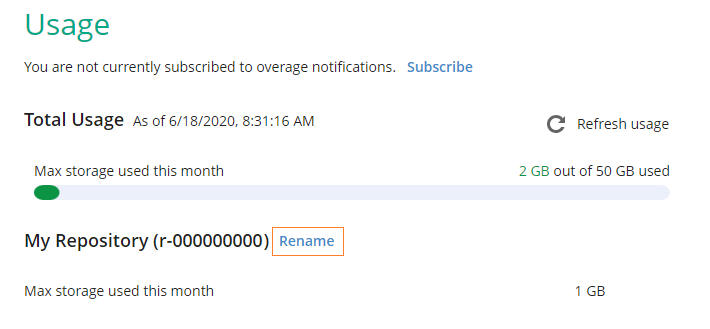 Usage
You are not currently subscribed to overage notifications. Subscribe
Total Usage As of 6/18/2020, 8:31:16 AM Refresh usage
Max storage used this month 2 GB out of 50 GB used
My Repository (r-000000000) Rename
Max storage used this month 1 GB